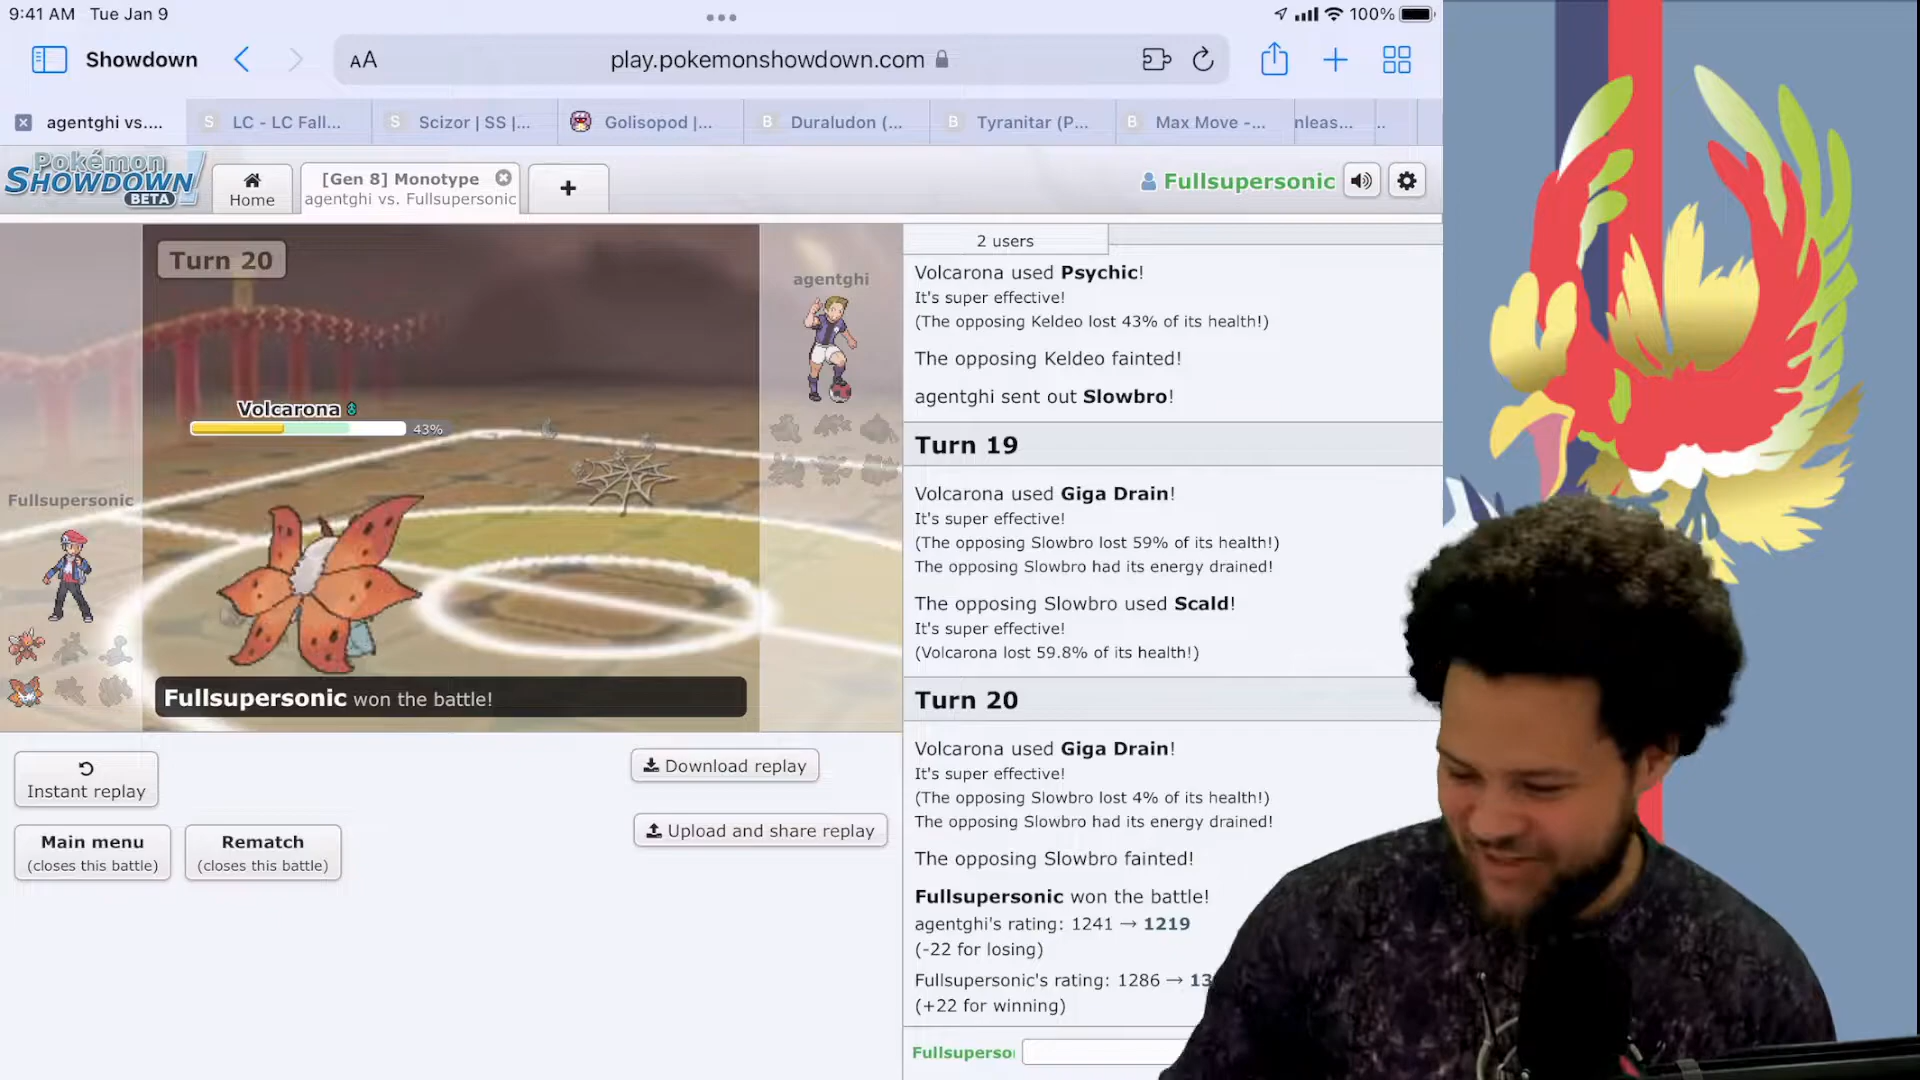 9:41 AM Tue Jan 9
100%
Showdown
AA
play.pokemonshowdown.com
agentghi vs....
S LC - LC Fall...
S Scizor | SS |...
Golisopod |...
B Duraludon (...
B Tyranitar (P...
B Max Move -...
nleas...
..
Pokémon
SHOWDOWN!
BETA
Home
[Gen 8] Monotype
agentghi vs. Fullsupersonic
+
Fullsupersonic
Turn 20
agentghi
Volcarona
43%
Fullsupersonic
Fullsupersonic won the battle!
Instant replay
Download replay
Upload and share replay
Main menu
(closes this battle)
Rematch
(closes this battle)
2 users
Volcarona used Psychic!
It's super effective!
(The opposing Keldeo lost 43% of its health!)
The opposing Keldeo fainted!
agentghi sent out Slowbro!
Turn 19
Volcarona used Giga Drain!
It's super effective!
(The opposing Slowbro lost 59% of its health!)
The opposing Slowbro had its energy drained!
The opposing Slowbro used Scald!
It's super effective!
(Volcarona lost 59.8% of its health!)
Turn 20
Volcarona used Giga Drain!
It's super effective!
(The opposing Slowbro lost 4% of its health!)
The opposing Slowbro had its energy drained!
The opposing Slowbro fainted!
Fullsupersonic won the battle!
agentghi's rating: 1241 → 1219
(-22 for losing)
Fullsupersonic's rating: 1286 → 13
(+22 for winning)
Fullsuperso